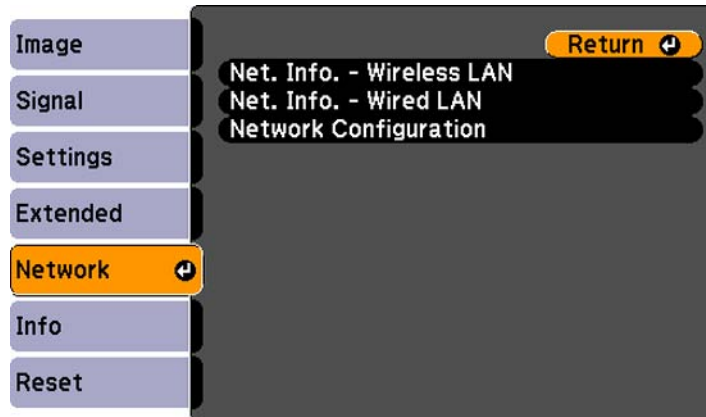 Image
Signal
Settings
Extended
Network
Info
Reset
Return
Net. Info. - Wireless LAN
Net. Info. - Wired LAN
Network Configuration